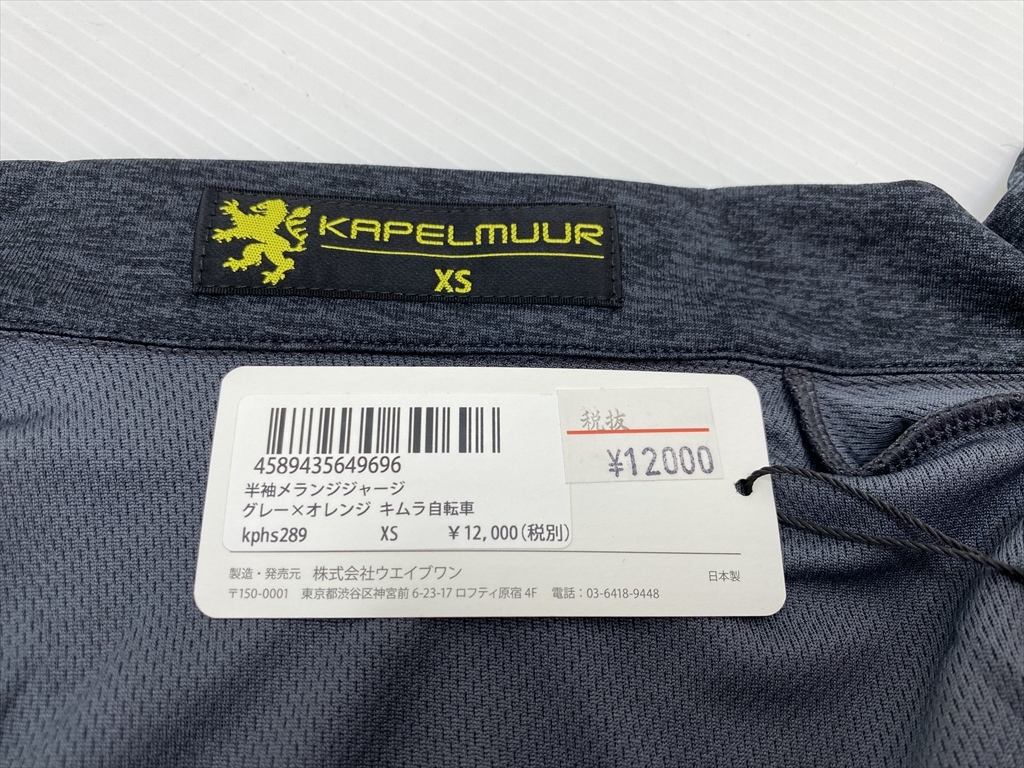 KAPELMUUR
XS
税抜
¥12000
4589435649696
半袖メランジジャージ
グレー×オレンジ キムラ自転車
kphs289 XS ¥12,000(税別)
製造・発売元 株式会社ウエイブワン
日本製
〒150-0001 東京都渋谷区神宮前 6-23-17 ロフティ原宿 4F 電話：03-6418-9448